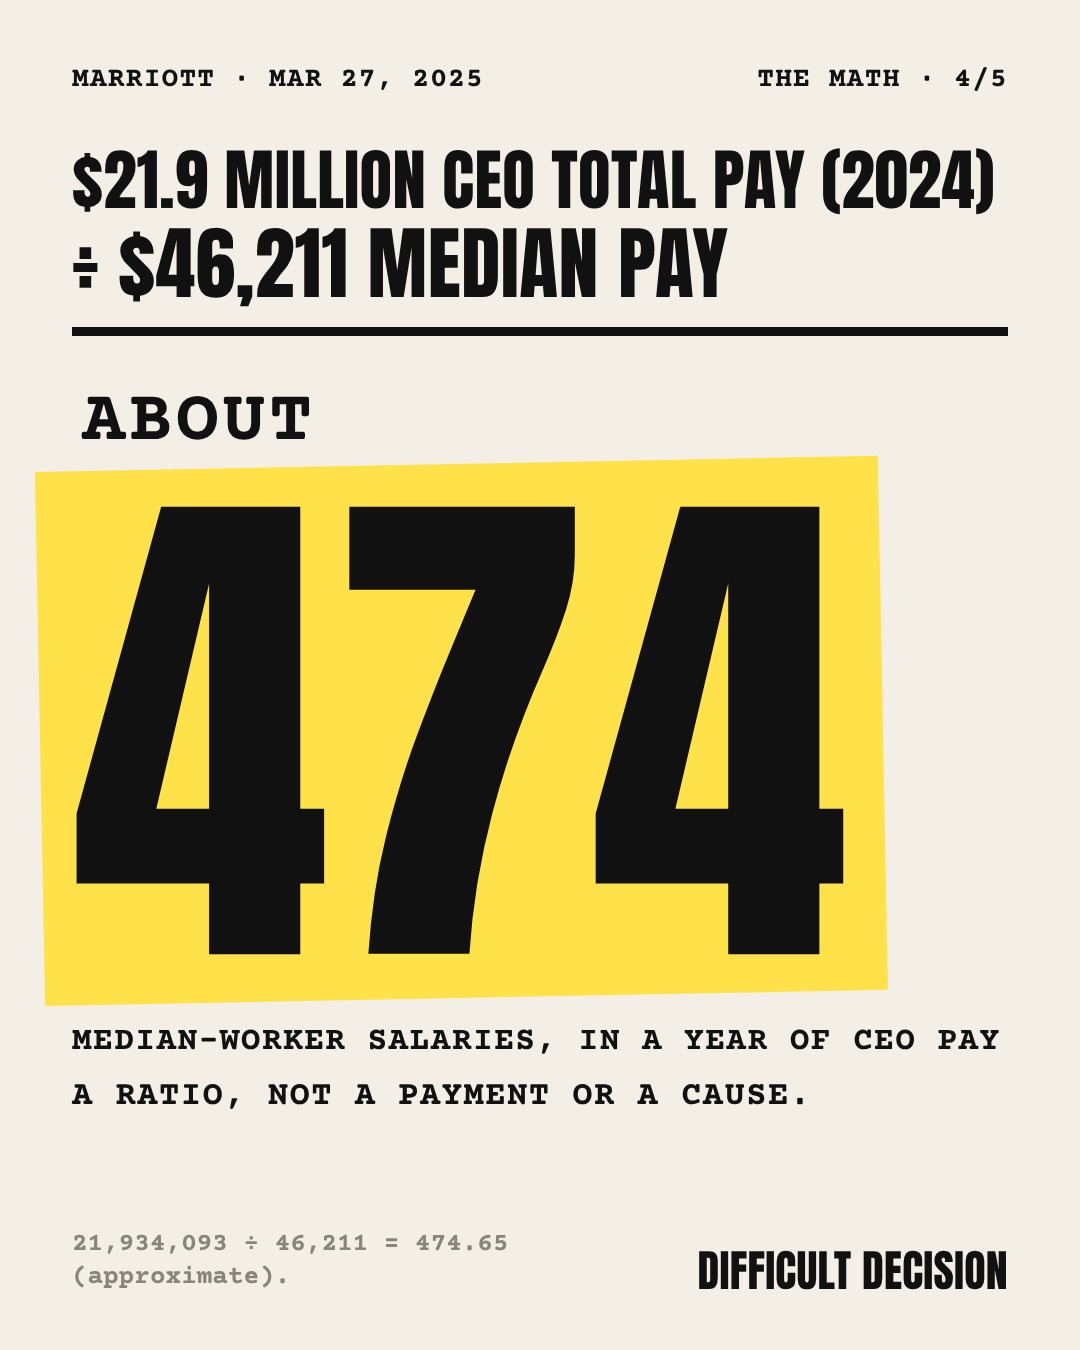 MARRIOTT · MAR 27, 2025
THE MATH · 4/5
$21.9 MILLION CEO TOTAL PAY (2024)
÷ $46,211 MEDIAN PAY
ABOUT
474
MEDIAN-WORKER SALARIES, IN A YEAR OF CEO PAY
A RATIO, NOT A PAYMENT OR A CAUSE.
21,934,093 ÷ 46,211 = 474.65
(approximate).
DIFFICULT DECISION